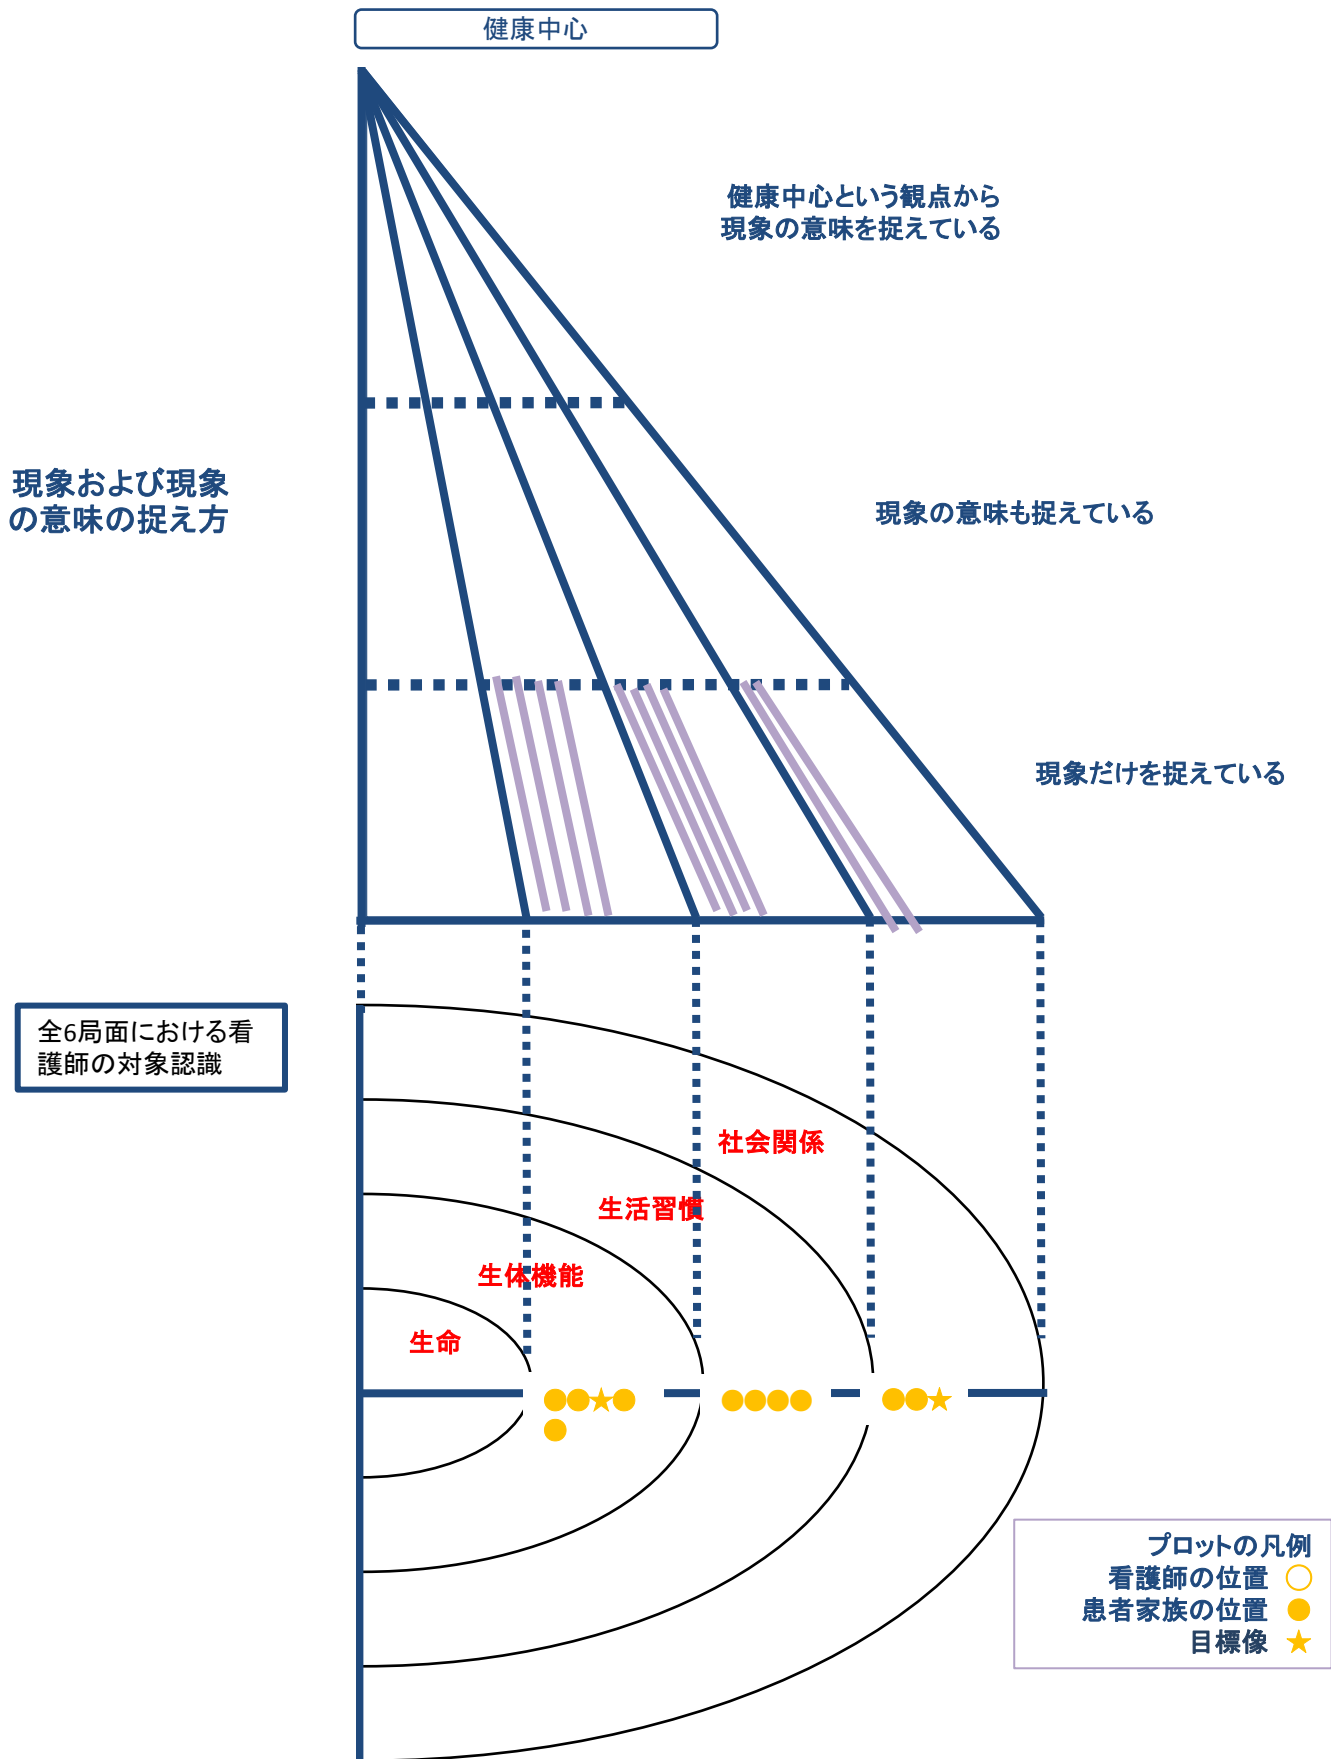 健康中心
健康中心という観点から
現象の意味を捉えている
現象および現象
の意味の捉え方
現象の意味も捉えている
現象だけを捉えている
全6局面における看
護師の対象認識
社会関係
生活習慣
生体機能
生命
プロットの凡例
看護師の位置 ○
患者家族の位置 ●
目標像 ★